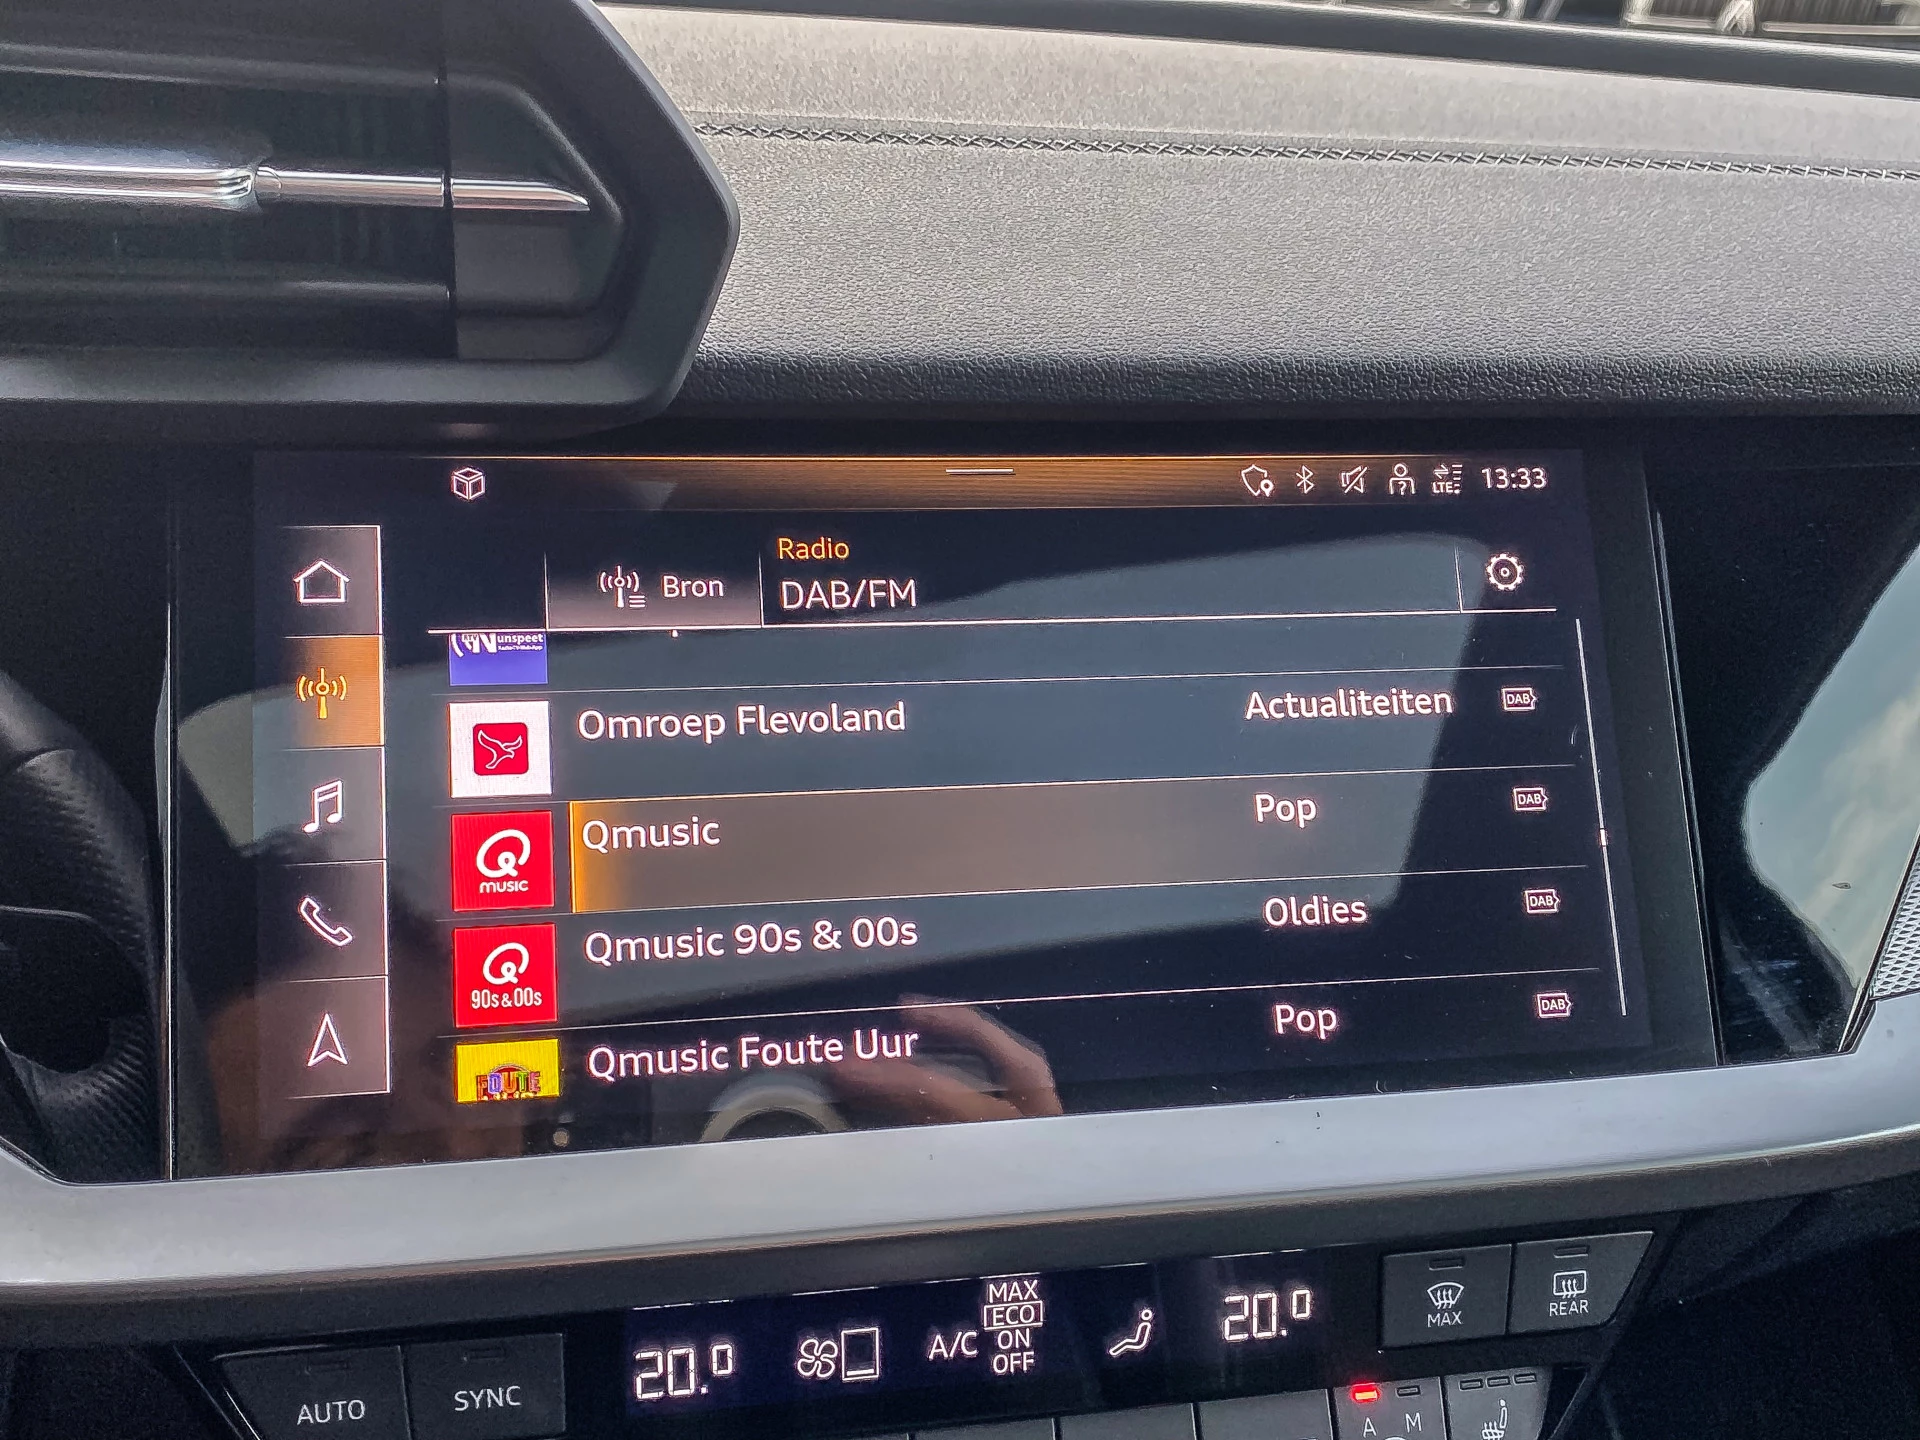 LTE 13:33
Radio
Bron
DAB/FM
unspeet
Omroep Flevoland Actualiteiten DAB
Qmusic Pop DAB
Q music
Qmusic 90s & 00s Oldies DAB
Q 90s & 00s
Qmusic Foute Uur Pop DAB
FOUTE
AUTO SYNC 20.0 A/C MAX ECO ON OFF 20.0 MAX REAR
A M